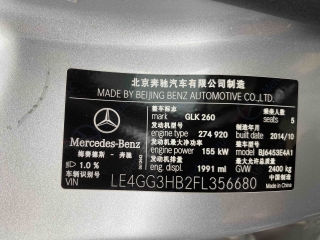 北京奔驰汽车有限公司制造
MADE BY BEIJING BENZ AUTOMOTIVE CO.,LTD.
整车标志
mark GLK 260
乘座人数
seats 5
发动机型号
engine type 274 920
制造年月
built date 2014/10
发动机最大净功率
engine power 155 kW
整车型号
model BJ6453E4A1
发动机排量
eng. displ. 1991 ml
最大允许总质量
GVW 2400 kg
Mercedes-Benz
梅赛德斯 - 奔驰
1.0 %
中国制造
Made in China
车辆识别号
VIN LE4GG3HB2FL356680